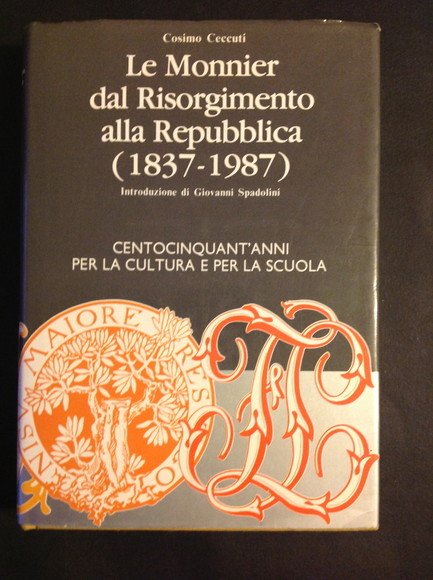 Cosimo Ceccuti
Le Monnier
dal Risorgimento
alla Repubblica
(1837-1987)
Introduzione di Giovanni Spadolini
CENTOCINQUANT'ANNI
PER LA CULTURA E PER LA SCUOLA
MAIORE